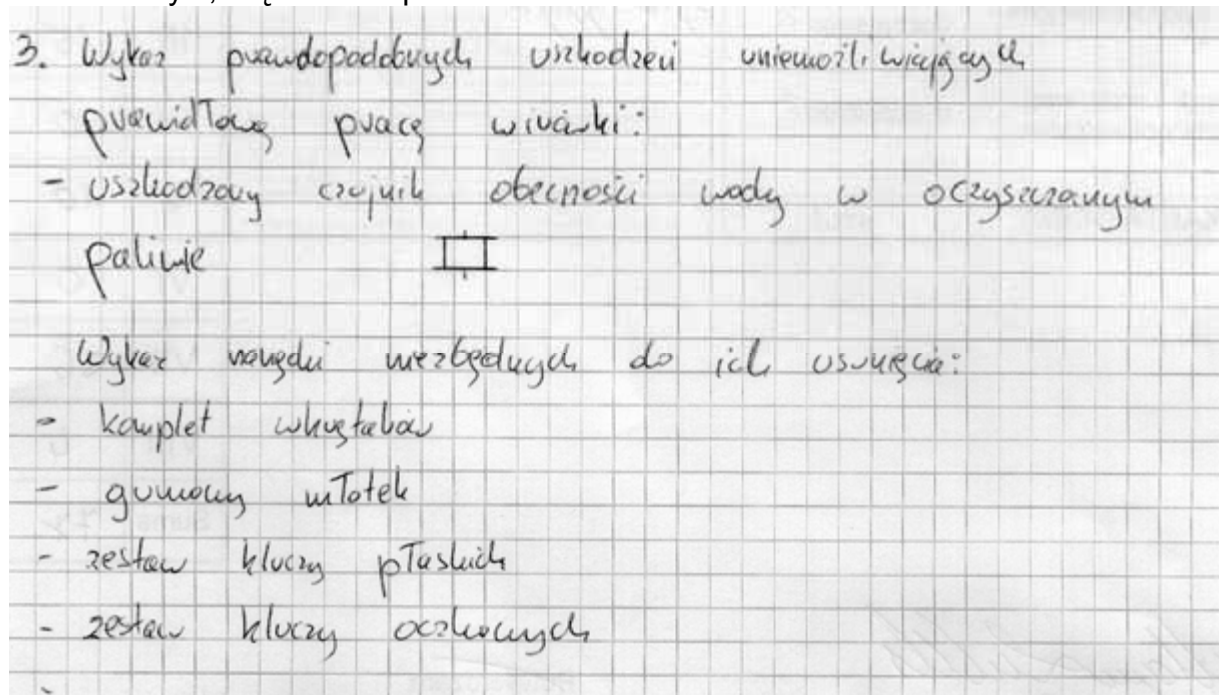 3. Wykaz prawdopodobnych uszkodzeń uniemożliwiających
prawidłową pracę wirówki:
- uszkodzony czujnik obecności wody w oczyszczanym
paliwie
Wykaz narzędzi niezbędnych do ich usunięcia:
- komplet wkrętaków
- gumowy młotek
- zestaw kluczy płaskich
- zestaw kluczy oczkowych
-